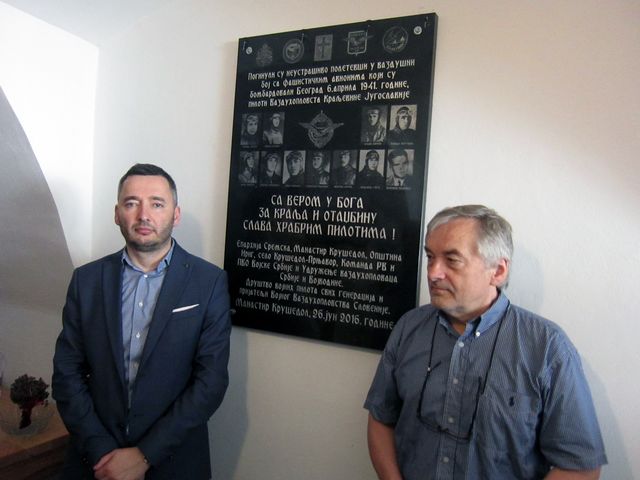 Погинули су неустрашиво полетевши у ваздушни
бој са фашистичким авионима који су
бомбардовали Београд 6. априла 1941. године,
пилоти Ваздухопловства Краљевине Југославије
СА ВЕРОМ У БОГА
ЗА КРАЉА И ОТАЏБИНУ
СЛАВА ХРАБРИМ ПИЛОТИМА !
Епархија Сремска, Манастир Крушедол, Општина
Ириг, село Крушедол-Прњавор, Команда РВ и
ПВО Војске Србије и Удружење ваздухопловаца
Србије и Војводине.
Друштво војних пилота свих генерација и
пријатељи Војног Ваздухопловства Словеније.
Манастир Крушедол, 26. јун 2016. године